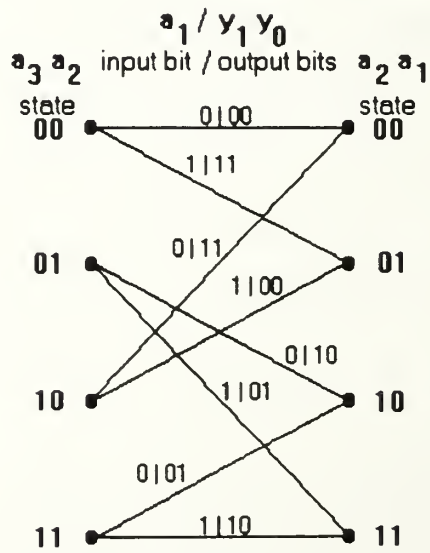 a₁ / y₁ y₀
a₃ a₂ input bit / output bits a₂ a₁
state state
00 0|00 00
1|11
0|11
01 01
1|00
0|10
10 1|01 10
0|01
11 1|10 11